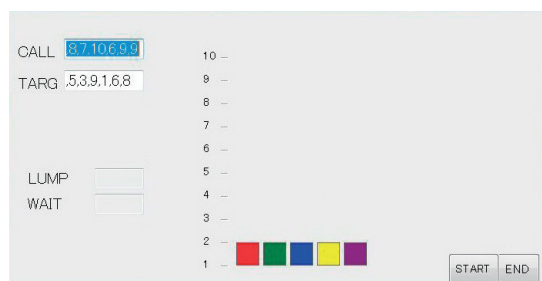 CALL 8,7,10,6,9,9
TARG ,5,3,9,1,6,8
LUMP
WAIT
10
9
8
7
6
5
4
3
2
1
START END